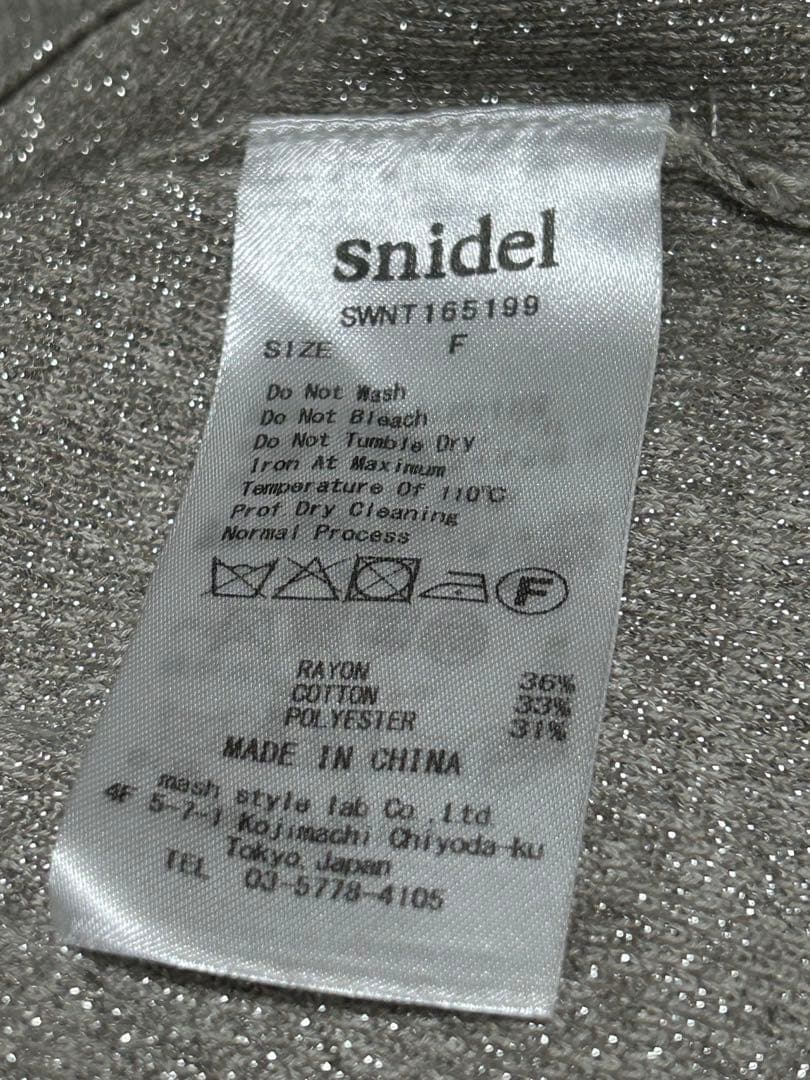 snidel
SWNT165199
SIZE F
Do Not Wash
Do Not Bleach
Do Not Tumble Dry
Iron At Maximum
Temperature Of 110℃
Prof Dry Cleaning
Normal Process
F
RAYON 36%
COTTON 33%
POLYESTER 31%
MADE IN CHINA
mash style lab Co.,Ltd.
4F 5-7-1 Kojimachi Chiyoda-ku
Tokyo,Japan
TEL 03-5778-4105